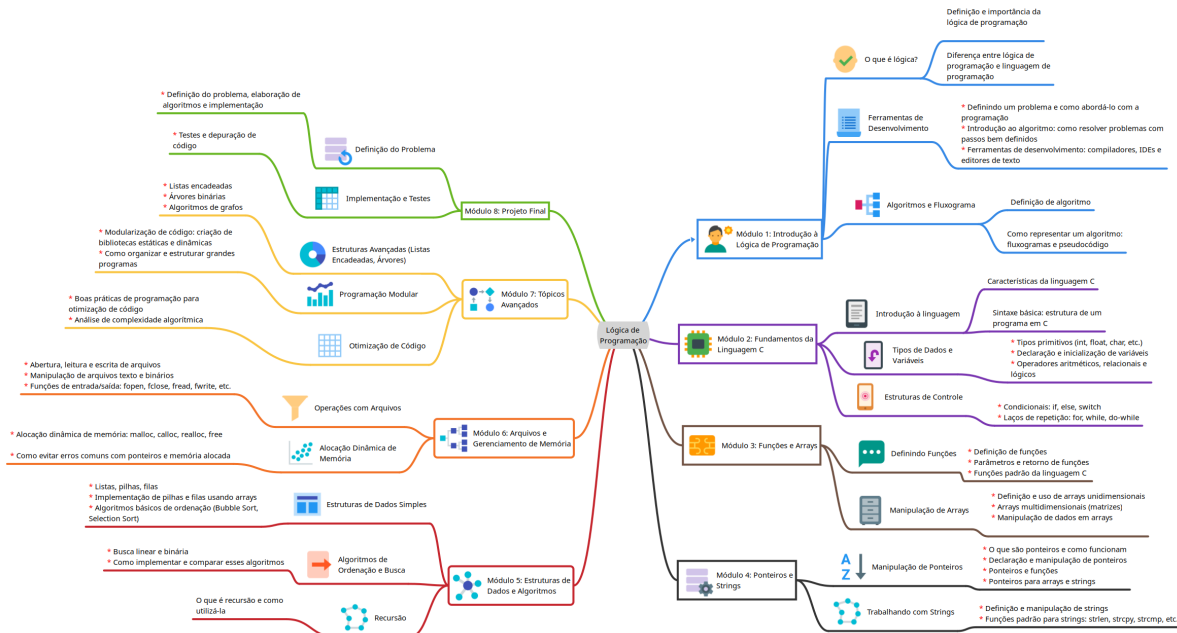 Lógica de
Programação
Módulo 1: Introdução à
Lógica de Programação
O que é lógica?
Definição e importância da
lógica de programação
Diferença entre lógica de
programação e linguagem de
programação
Ferramentas de
Desenvolvimento
* Definindo um problema e como abordá-lo com a
programação
* Introdução ao algoritmo: como resolver problemas com
passos bem definidos
* Ferramentas de desenvolvimento: compiladores, IDEs e
editores de texto
Algoritmos e Fluxograma
Definição de algoritmo
Como representar um algoritmo:
fluxogramas e pseudocódigo
Módulo 2: Fundamentos da
Linguagem C
Introdução à linguagem
Características da linguagem C
Sintaxe básica: estrutura de um
programa em C
Tipos de Dados e
Variáveis
* Tipos primitivos (int, float, char, etc.)
* Declaração e inicialização de variáveis
* Operadores aritméticos, relacionais e
lógicos
Estruturas de Controle
* Condicionais: if, else, switch
* Laços de repetição: for, while, do-while
Módulo 3: Funções e Arrays
Definindo Funções
* Definição de funções
* Parâmetros e retorno de funções
* Funções padrão da linguagem C
Manipulação de Arrays
* Definição e uso de arrays unidimensionais
* Arrays multidimensionais (matrizes)
* Manipulação de dados em arrays
Módulo 4: Ponteiros e
Strings
A
Z
Manipulação de Ponteiros
* O que são ponteiros e como funcionam
* Declaração e manipulação de ponteiros
* Ponteiros e funções
* Ponteiros para arrays e strings
Trabalhando com Strings
* Definição e manipulação de strings
* Funções padrão para strings: strlen, strcpy, strcmp, etc.
Módulo 8: Projeto Final
Definição do Problema
* Definição do problema, elaboração de
algoritmos e implementação
Implementação e Testes
* Testes e depuração de
código
Módulo 7: Tópicos
Avançados
Estruturas Avançadas (Listas
Encadeadas, Árvores)
* Listas encadeadas
* Árvores binárias
* Algoritmos de grafos
Programação Modular
* Modularização de código: criação de
bibliotecas estáticas e dinâmicas
* Como organizar e estruturar grandes
programas
Otimização de Código
* Boas práticas de programação para
otimização de código
* Análise de complexidade algorítmica
Módulo 6: Arquivos e
Gerenciamento de Memória
Operações com Arquivos
* Abertura, leitura e escrita de arquivos
* Manipulação de arquivos texto e binários
* Funções de entrada/saída: fopen, fclose, fread, fwrite, etc.
Alocação Dinâmica de
Memória
* Alocação dinâmica de memória: malloc, calloc, realloc, free
* Como evitar erros comuns com ponteiros e memória alocada
Módulo 5: Estruturas de
Dados e Algoritmos
Estruturas de Dados Simples
* Listas, pilhas, filas
* Implementação de pilhas e filas usando arrays
* Algoritmos básicos de ordenação (Bubble Sort,
Selection Sort)
Algoritmos de
Ordenação e Busca
* Busca linear e binária
* Como implementar e comparar esses algoritmos
Recursão
O que é recursão e como
utilizá-la